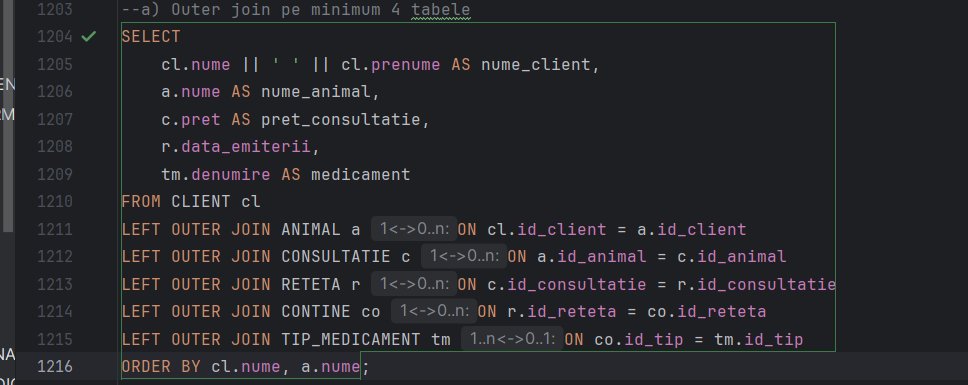 1203 --a) Outer join pe minimum 4 tabele
1204 SELECT
1205 cl.nume || ' ' || cl.prenume AS nume_client,
1206 a.nume AS nume_animal,
1207 c.pret AS pret_consultatie,
1208 r.data_emiterii,
1209 tm.denumire AS medicament
1210 FROM CLIENT cl
1211 LEFT OUTER JOIN ANIMAL a 1<->0..n: ON cl.id_client = a.id_client
1212 LEFT OUTER JOIN CONSULTATIE c 1<->0..n: ON a.id_animal = c.id_animal
1213 LEFT OUTER JOIN RETETA r 1<->0..n: ON c.id_consultatie = r.id_consultatie
1214 LEFT OUTER JOIN CONTINE co 1<->0..n: ON r.id_reteta = co.id_reteta
1215 LEFT OUTER JOIN TIP_MEDICAMENT tm 1..n<->0..1: ON co.id_tip = tm.id_tip
1216 ORDER BY cl.nume, a.nume;